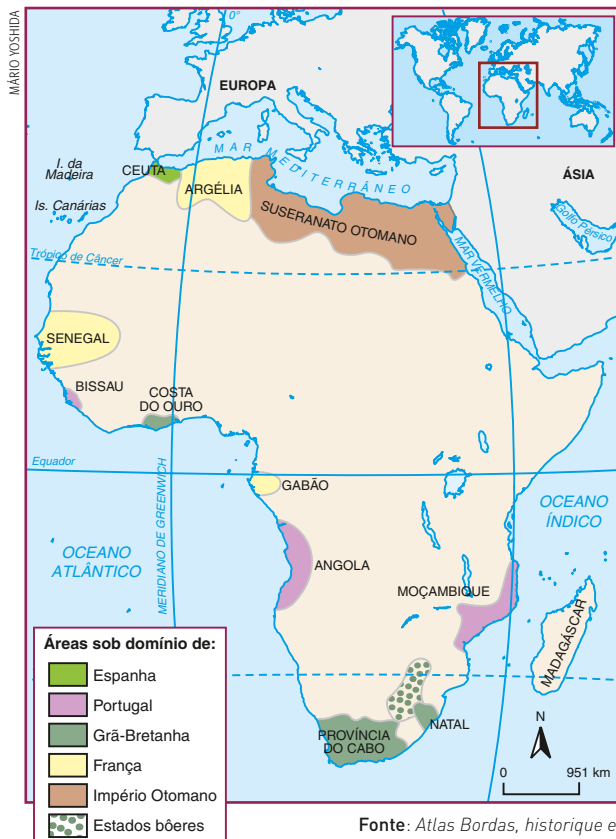 MÁRIO YOSHIDA
0°
EUROPA
MAR MEDITERRÂNEO
I. da
Madeira
CEUTA
ARGÉLIA
ÁSIA
Is. Canárias
SUSERANATO OTOMANO
Golfo Pérsico
Trópico de Câncer
MAR VERMELHO
SENEGAL
BISSAU
COSTA
DO OURO
Equador
GABÃO
OCEANO
ÍNDICO
OCEANO
ATLÂNTICO
MERIDIANO DE GREENWICH
ANGOLA
MOÇAMBIQUE
MADAGÁSCAR
Áreas sob domínio de:
Espanha
Portugal
Grã-Bretanha
França
Império Otomano
Estados bôeres
NATAL
PROVÍNCIA
DO CABO
N
0 951 km
Fonte: Atlas Bordas, historique